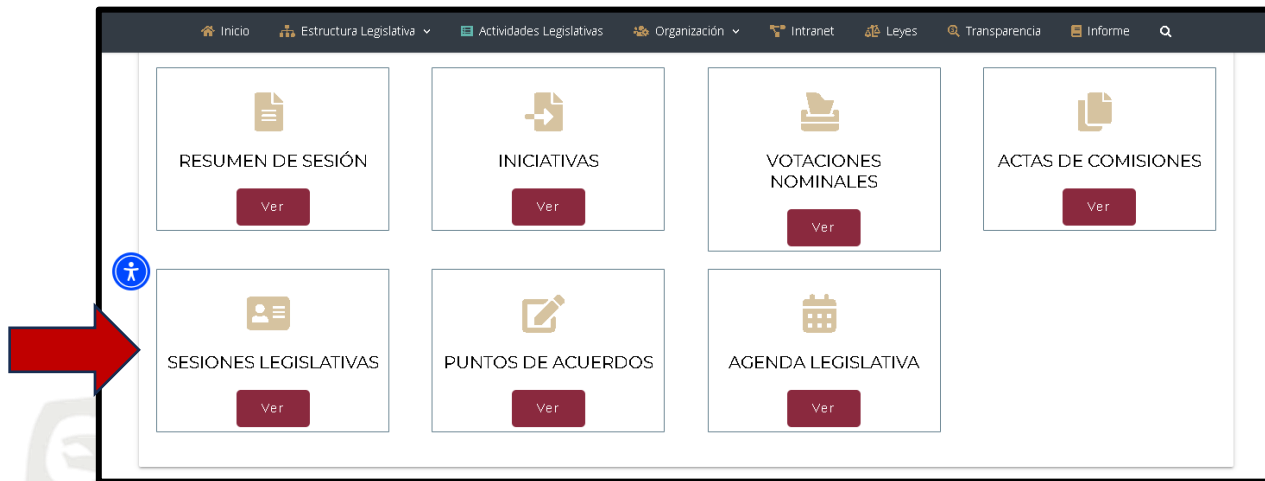 Inicio Estructura Legislativa Actividades Legislativas Organización Intranet Leyes Transparencia Informe
RESUMEN DE SESIÓN
Ver
INICIATIVAS
Ver
VOTACIONES
NOMINALES
Ver
ACTAS DE COMISIONES
Ver
SESIONES LEGISLATIVAS
Ver
PUNTOS DE ACUERDOS
Ver
AGENDA LEGISLATIVA
Ver